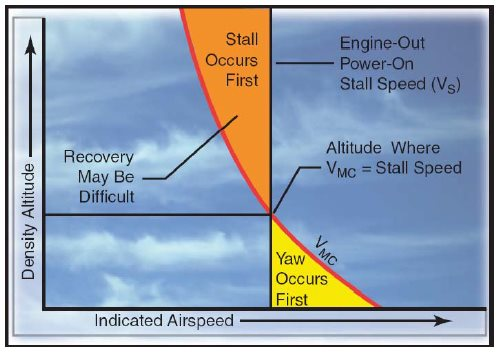 Stall
Occurs
First
Engine-Out
Power-On
Stall Speed (VS)
Recovery
May Be
Difficult
Altitude Where
VMC = Stall Speed
Density Altitude
VMC
Yaw
Occurs
First
Indicated Airspeed